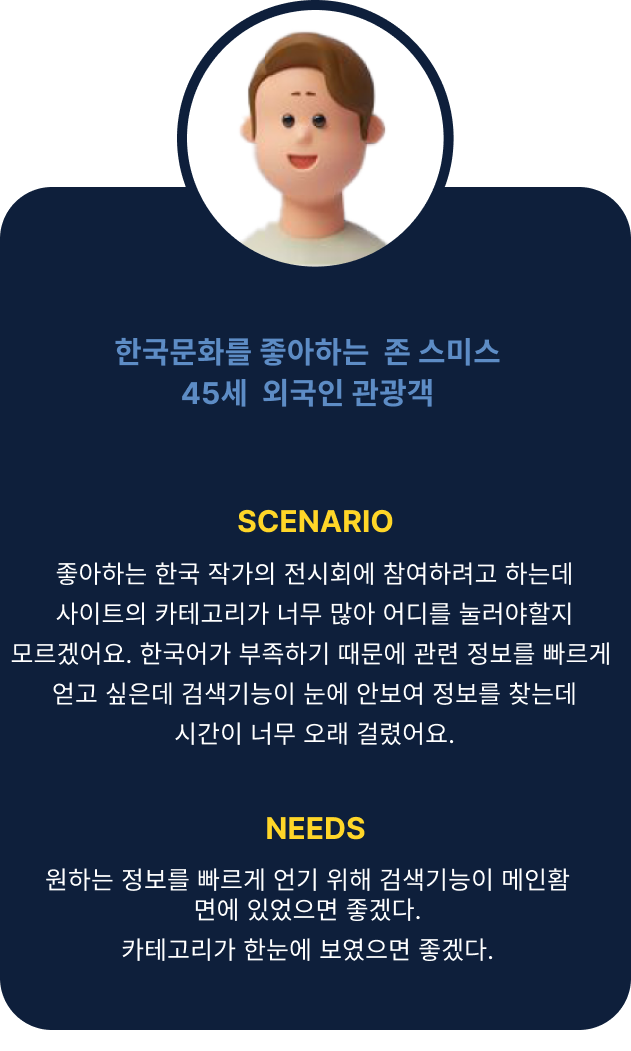 한국문화를 좋아하는 존 스미스
45세 외국인 관광객
SCENARIO
좋아하는 한국 작가의 전시회에 참여하려고 하는데
사이트의 카테고리가 너무 많아 어디를 눌러야할지
모르겠어요. 한국어가 부족하기 때문에 관련 정보를 빠르게
얻고 싶은데 검색기능이 눈에 안보여 정보를 찾는데
시간이 너무 오래 걸렸어요.
NEEDS
원하는 정보를 빠르게 언기 위해 검색기능이 메인홤
면에 있었으면 좋겠다.
카테고리가 한눈에 보였으면 좋겠다.